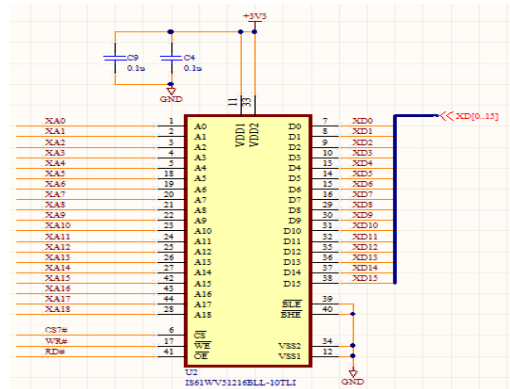 +3V3
C9
0.1u
C4
0.1u
GND
11 33
VDD1 VDD2
XA0 1 A0 D0 7 XD0 XD[0..15]
XA1 2 A1 D1 8 XD1
XA2 3 A2 D2 9 XD2
XA3 4 A3 D3 10 XD3
XA4 5 A4 D4 13 XD4
XA5 18 A5 D5 14 XD5
XA6 19 A6 D6 15 XD6
XA7 20 A7 D7 16 XD7
XA8 21 A8 D8 29 XD8
XA9 22 A9 D9 30 XD9
XA10 23 A10 D10 31 XD10
XA11 24 A11 D11 32 XD11
XA12 25 A12 D12 35 XD12
XA13 26 A13 D13 36 XD13
XA14 27 A14 D14 37 XD14
XA15 42 A15 D15 38 XD15
XA16 43 A16
XA17 44 A17 BLE 39
XA18 28 A18 BHE 40
CS7# 6 CS
WR# 17 WE VSS2 34
RD# 41 OE VSS1 12
U2
IS61WV51216BLL-10TLI
GND